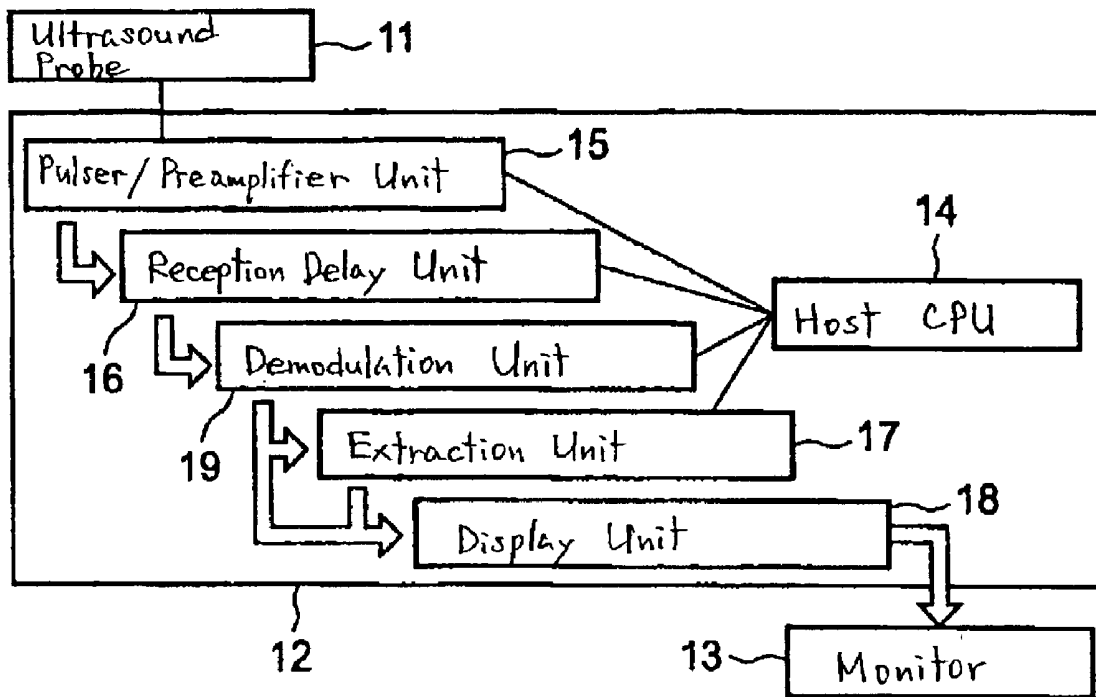 Ultrasound
Probe
11
15
Pulser/Preamplifier Unit
14
Reception Delay Unit
Host CPU
16
Demodulation Unit
19
Extraction Unit
17
18
Display Unit
12
13
Monitor